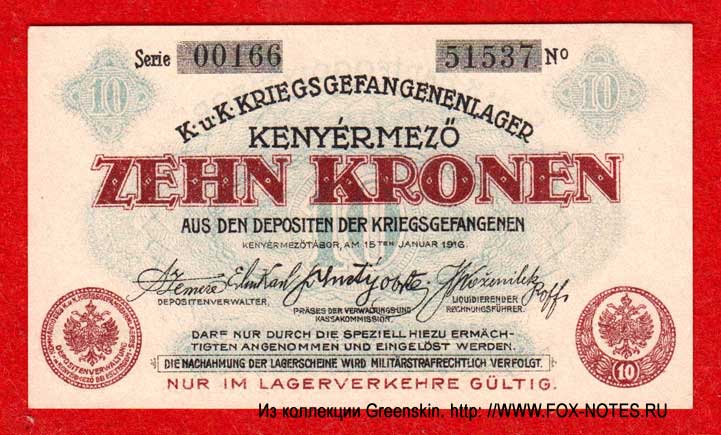 Serie 00166 51537 No
10 10
K.u.K. KRIEGSGEFANGENENLAGER
KENYÉRMEZŐ
ZEHN KRONEN
10
AUS DEN DEPOSITEN DER KRIEGSGEFANGENEN
KENYÉRMEZŐTÁBOR, AM 15TEN JANUAR 1916.
DEPOSITENVERWALTER.
PRÄSES DER VERWALTUNGS UND
KASSAKOMMISSION.
LIQUIDIERENDER
RECHNUNGSFÜHRER.
DEPOSITENVERWALTUNG
10
DARF NUR DURCH DIE SPEZIELL HIEZU ERMÄCH-
TIGTEN ANGENOMMEN UND EINGELÖST WERDEN.
DIE NACHAHMUNG DER LAGERSCHEINE WIRD MILITÄRSTRAFRECHTLICH VERFOLGT.
NUR IM LAGERVERKEHRE GÜLTIG.
Из коллекции Greenskin. http: //WWW.FOX-NOTES.RU